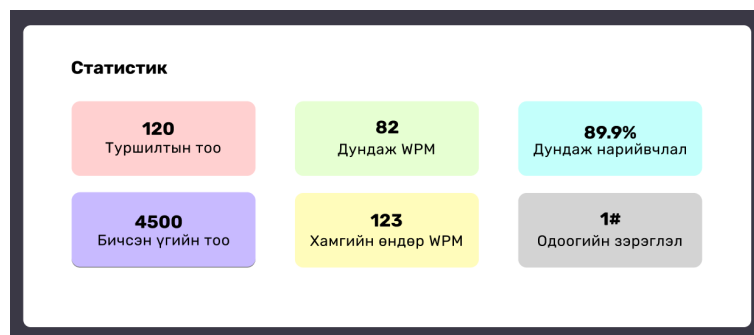 Статистик
120
Туршилтын тоо
82
Дундаж WPM
89.9%
Дундаж нарийвчлал
4500
Бичсэн үгийн тоо
123
Хамгийн өндөр WPM
1#
Одоогийн зэрэглэл